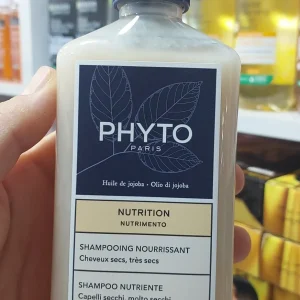 PHYTO
PARIS
Huile de jojoba - Olio di jojoba
NUTRITION
NUTRIMENTO
SHAMPOOING NOURRISSANT
Cheveux secs, très secs
SHAMPOO NUTRIENTE
Capelli secchi, molto secchi